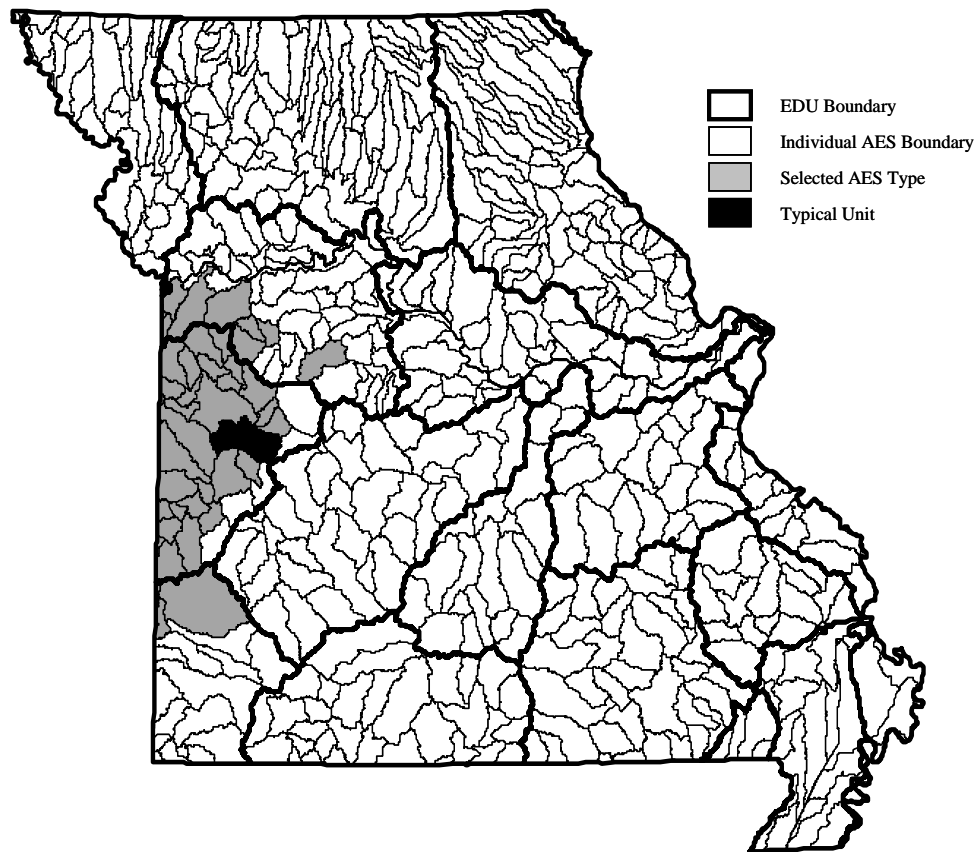 EDU Boundary
Individual AES Boundary
Selected AES Type
Typical Unit